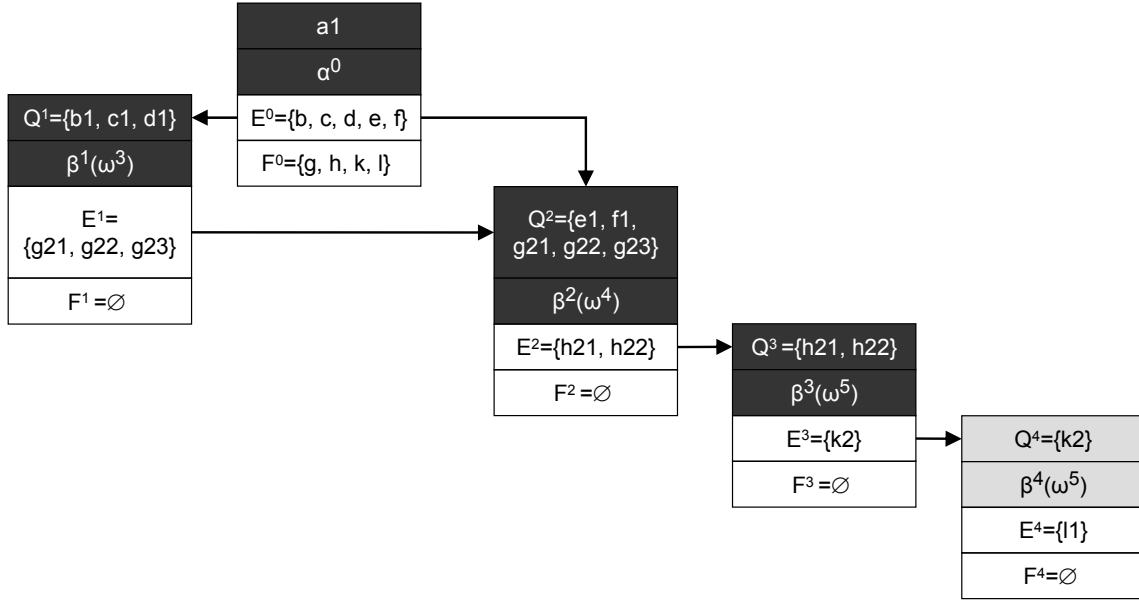 a1
α⁰
E⁰={b, c, d, e, f}
F⁰={g, h, k, l}
Q¹={b1, c1, d1}
β¹(ω³)
E¹=
{g21, g22, g23}
F¹=∅
Q²={e1, f1,
g21, g22, g23}
β²(ω⁴)
E²={h21, h22}
F²=∅
Q³={h21, h22}
β³(ω⁵)
E³={k2}
F³=∅
Q⁴={k2}
β⁴(ω⁵)
E⁴={l1}
F⁴=∅